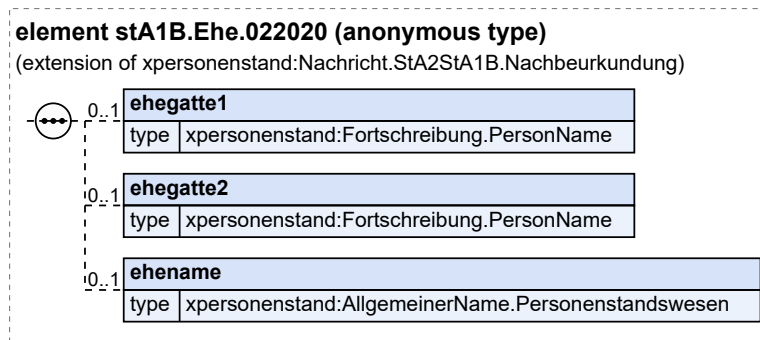 element stA1B.Ehe.022020 (anonymous type)
(extension of xpersonenstand:Nachricht.StA2StA1B.Nachbeurkundung)
0..1 ehegatte1
type xpersonenstand:Fortschreibung.PersonName
0..1 ehegatte2
type xpersonenstand:Fortschreibung.PersonName
0..1 ehename
type xpersonenstand:AllgemeinerName.Personenstandswesen